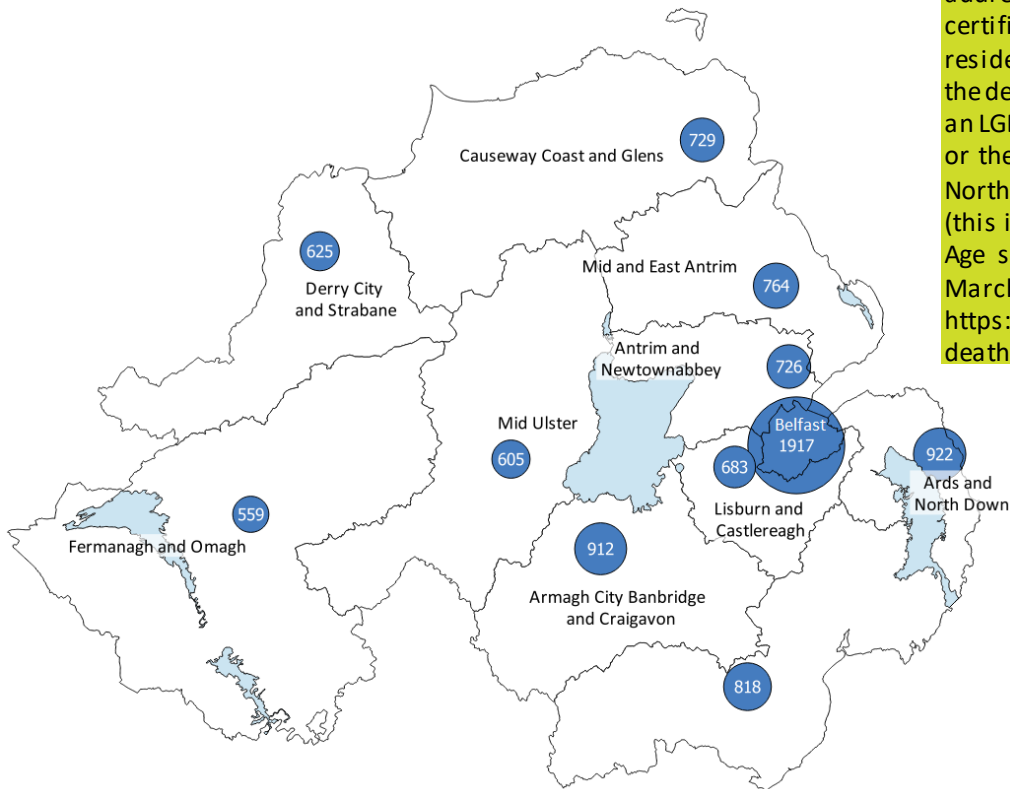 certifi
reside
the de
an LGI
or the
North
(this i
Age s
March
https:
death
729
Causeway Coast and Glens
625
Derry City
and Strabane
Mid and East Antrim
764
Antrim and
Newtownabbey
726
Mid Ulster
605
Belfast
1917
683
Lisburn and
Castlereagh
922
Ards and
North Down
559
Fermanagh and Omagh
912
Armagh City Banbridge
and Craigavon
818